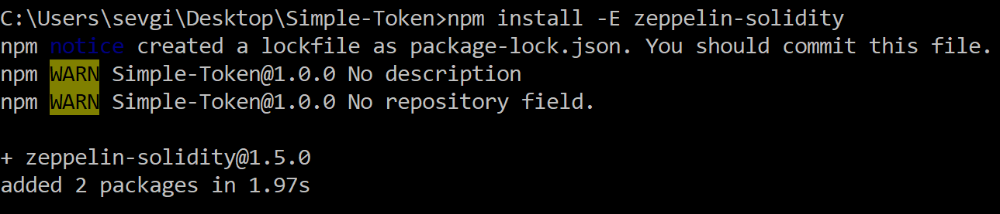 C:\Users\sevgi\Desktop\Simple-Token>npm install -E zeppelin-solidity
npm notice created a lockfile as package-lock.json. You should commit this file.
npm WARN Simple-Token@1.0.0 No description
npm WARN Simple-Token@1.0.0 No repository field.
+ zeppelin-solidity@1.5.0
added 2 packages in 1.97s